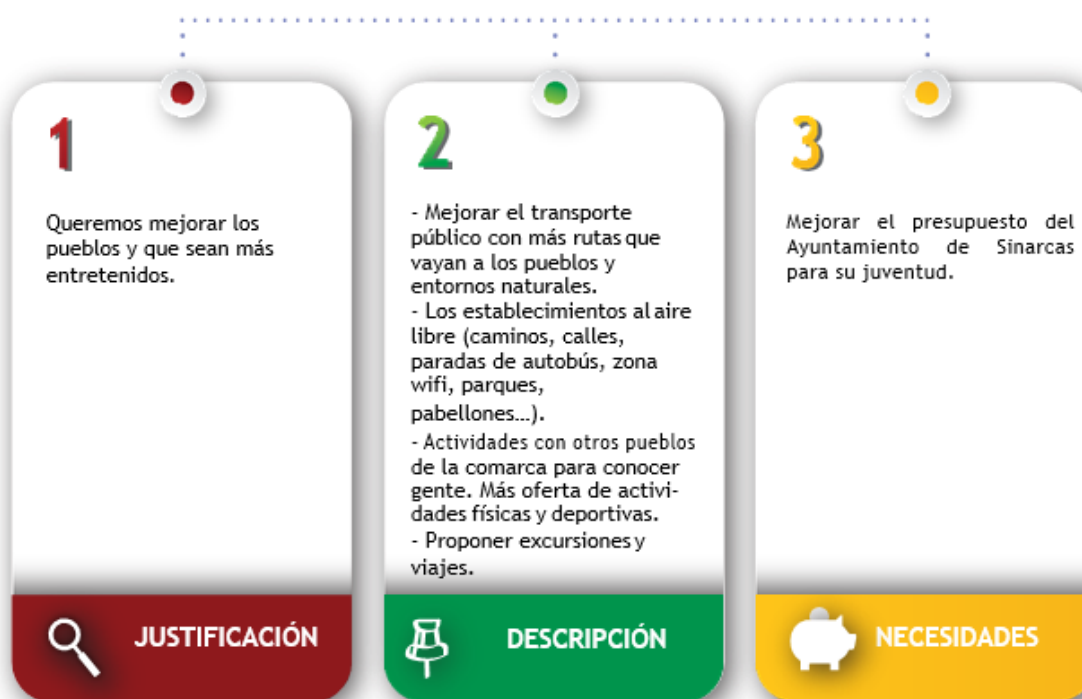 1
Queremos mejorar los
pueblos y que sean más
entretenidos.
JUSTIFICACIÓN
2
- Mejorar el transporte
público con más rutas que
vayan a los pueblos y
entornos naturales.
- Los establecimientos al aire
libre (caminos, calles,
paradas de autobús, zona
wifi, parques,
pabellones...).
- Actividades con otros pueblos
de la comarca para conocer
gente. Más oferta de activi-
dades físicas y deportivas.
- Proponer excursiones y
viajes.
DESCRIPCIÓN
3
Mejorar el presupuesto del
Ayuntamiento de Sinarcas
para su juventud.
NECESIDADES